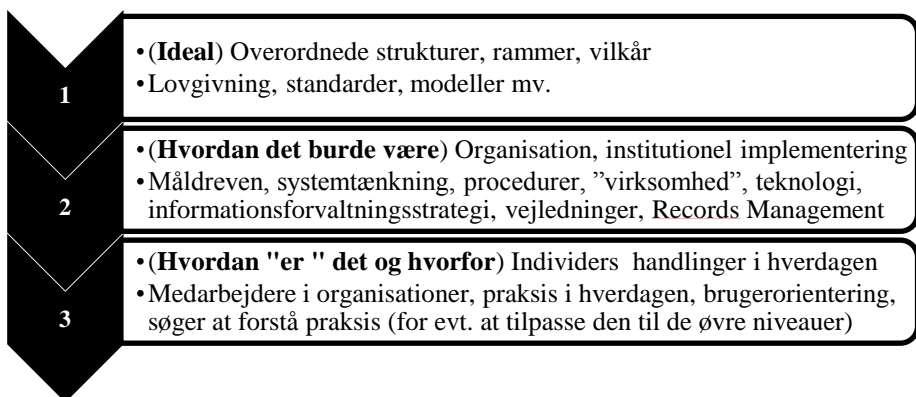 1
•(Ideal) Overordnede strukturer, rammer, vilkår
•Lovgivning, standarder, modeller mv.
2
•(Hvordan det burde være) Organisation, institutionel implementering
•Måldreven, systemtænkning, procedurer, ”virksomhed”, teknologi,
informationsforvaltningsstrategi, vejledninger, Records Management
3
•(Hvordan "er " det og hvorfor) Individers  handlinger i hverdagen
•Medarbejdere i organisationer, praksis i hverdagen, brugerorientering,
søger at forstå praksis (for evt. at tilpasse den til de øvre niveauer)